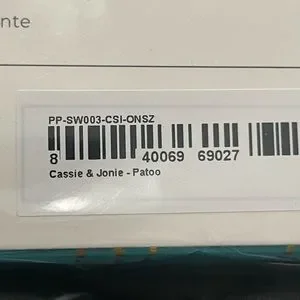 nte
PP-SW003-CSI-ONSZ
8 40069 69027
Cassie & Jonie - Patoo